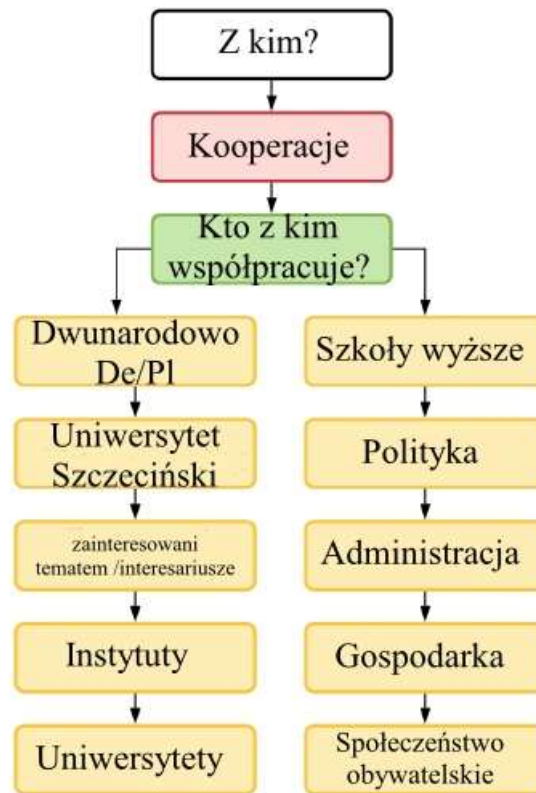 Z kim?
Kooperacje
Kto z kim
współpracuje?
Dwunarodowo
De/Pl
Uniwersytet
Szczeciński
zainteresowani
tematem /interesariusze
Instytuty
Uniwersytety
Szkoły wyższe
Polityka
Administracja
Gospodarka
Społeczeństwo
obywatelskie